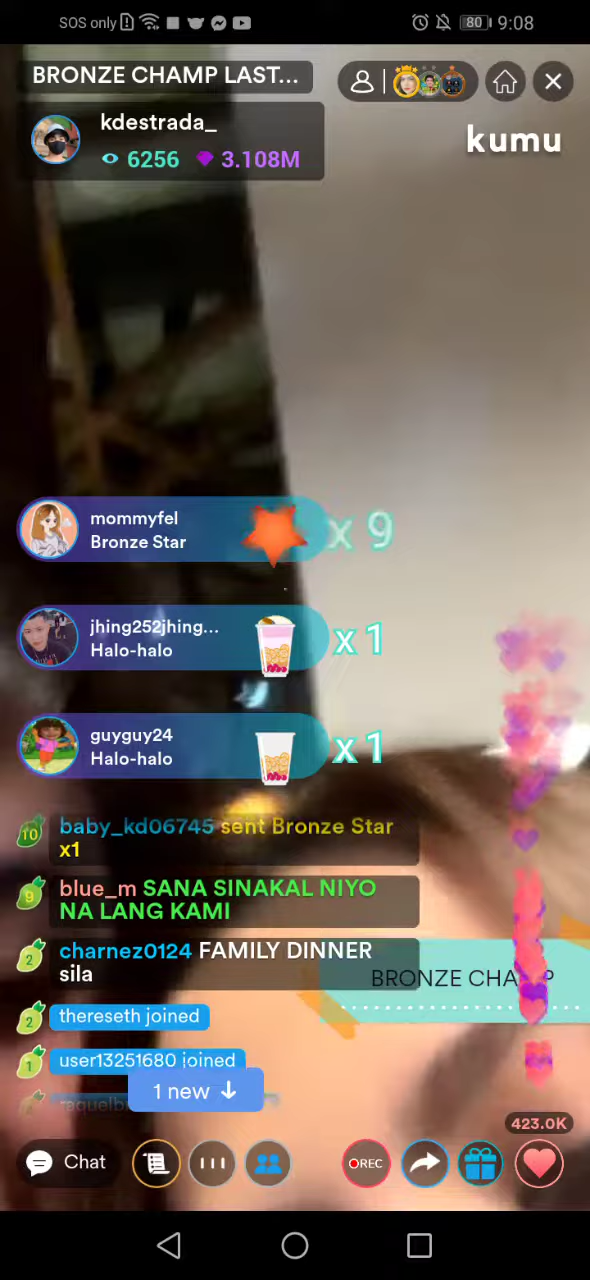 SOS only
80
9:08
BRONZE CHAMP LAST...
kdestrada_
6256
3.108M
kumu
mommyfel
Bronze Star
x 9
jhing252jhing...
Halo-halo
x 1
guyguy24
Halo-halo
x 1
10
baby_kd06745 sent Bronze Star
x1
9
blue_m SANA SINAKAL NIYO
NA LANG KAMI
2
charnez0124 FAMILY DINNER
sila
BRONZE CHA P
2
thereseth joined
1
user13251680 joined
1 new
423.0K
Chat
REC